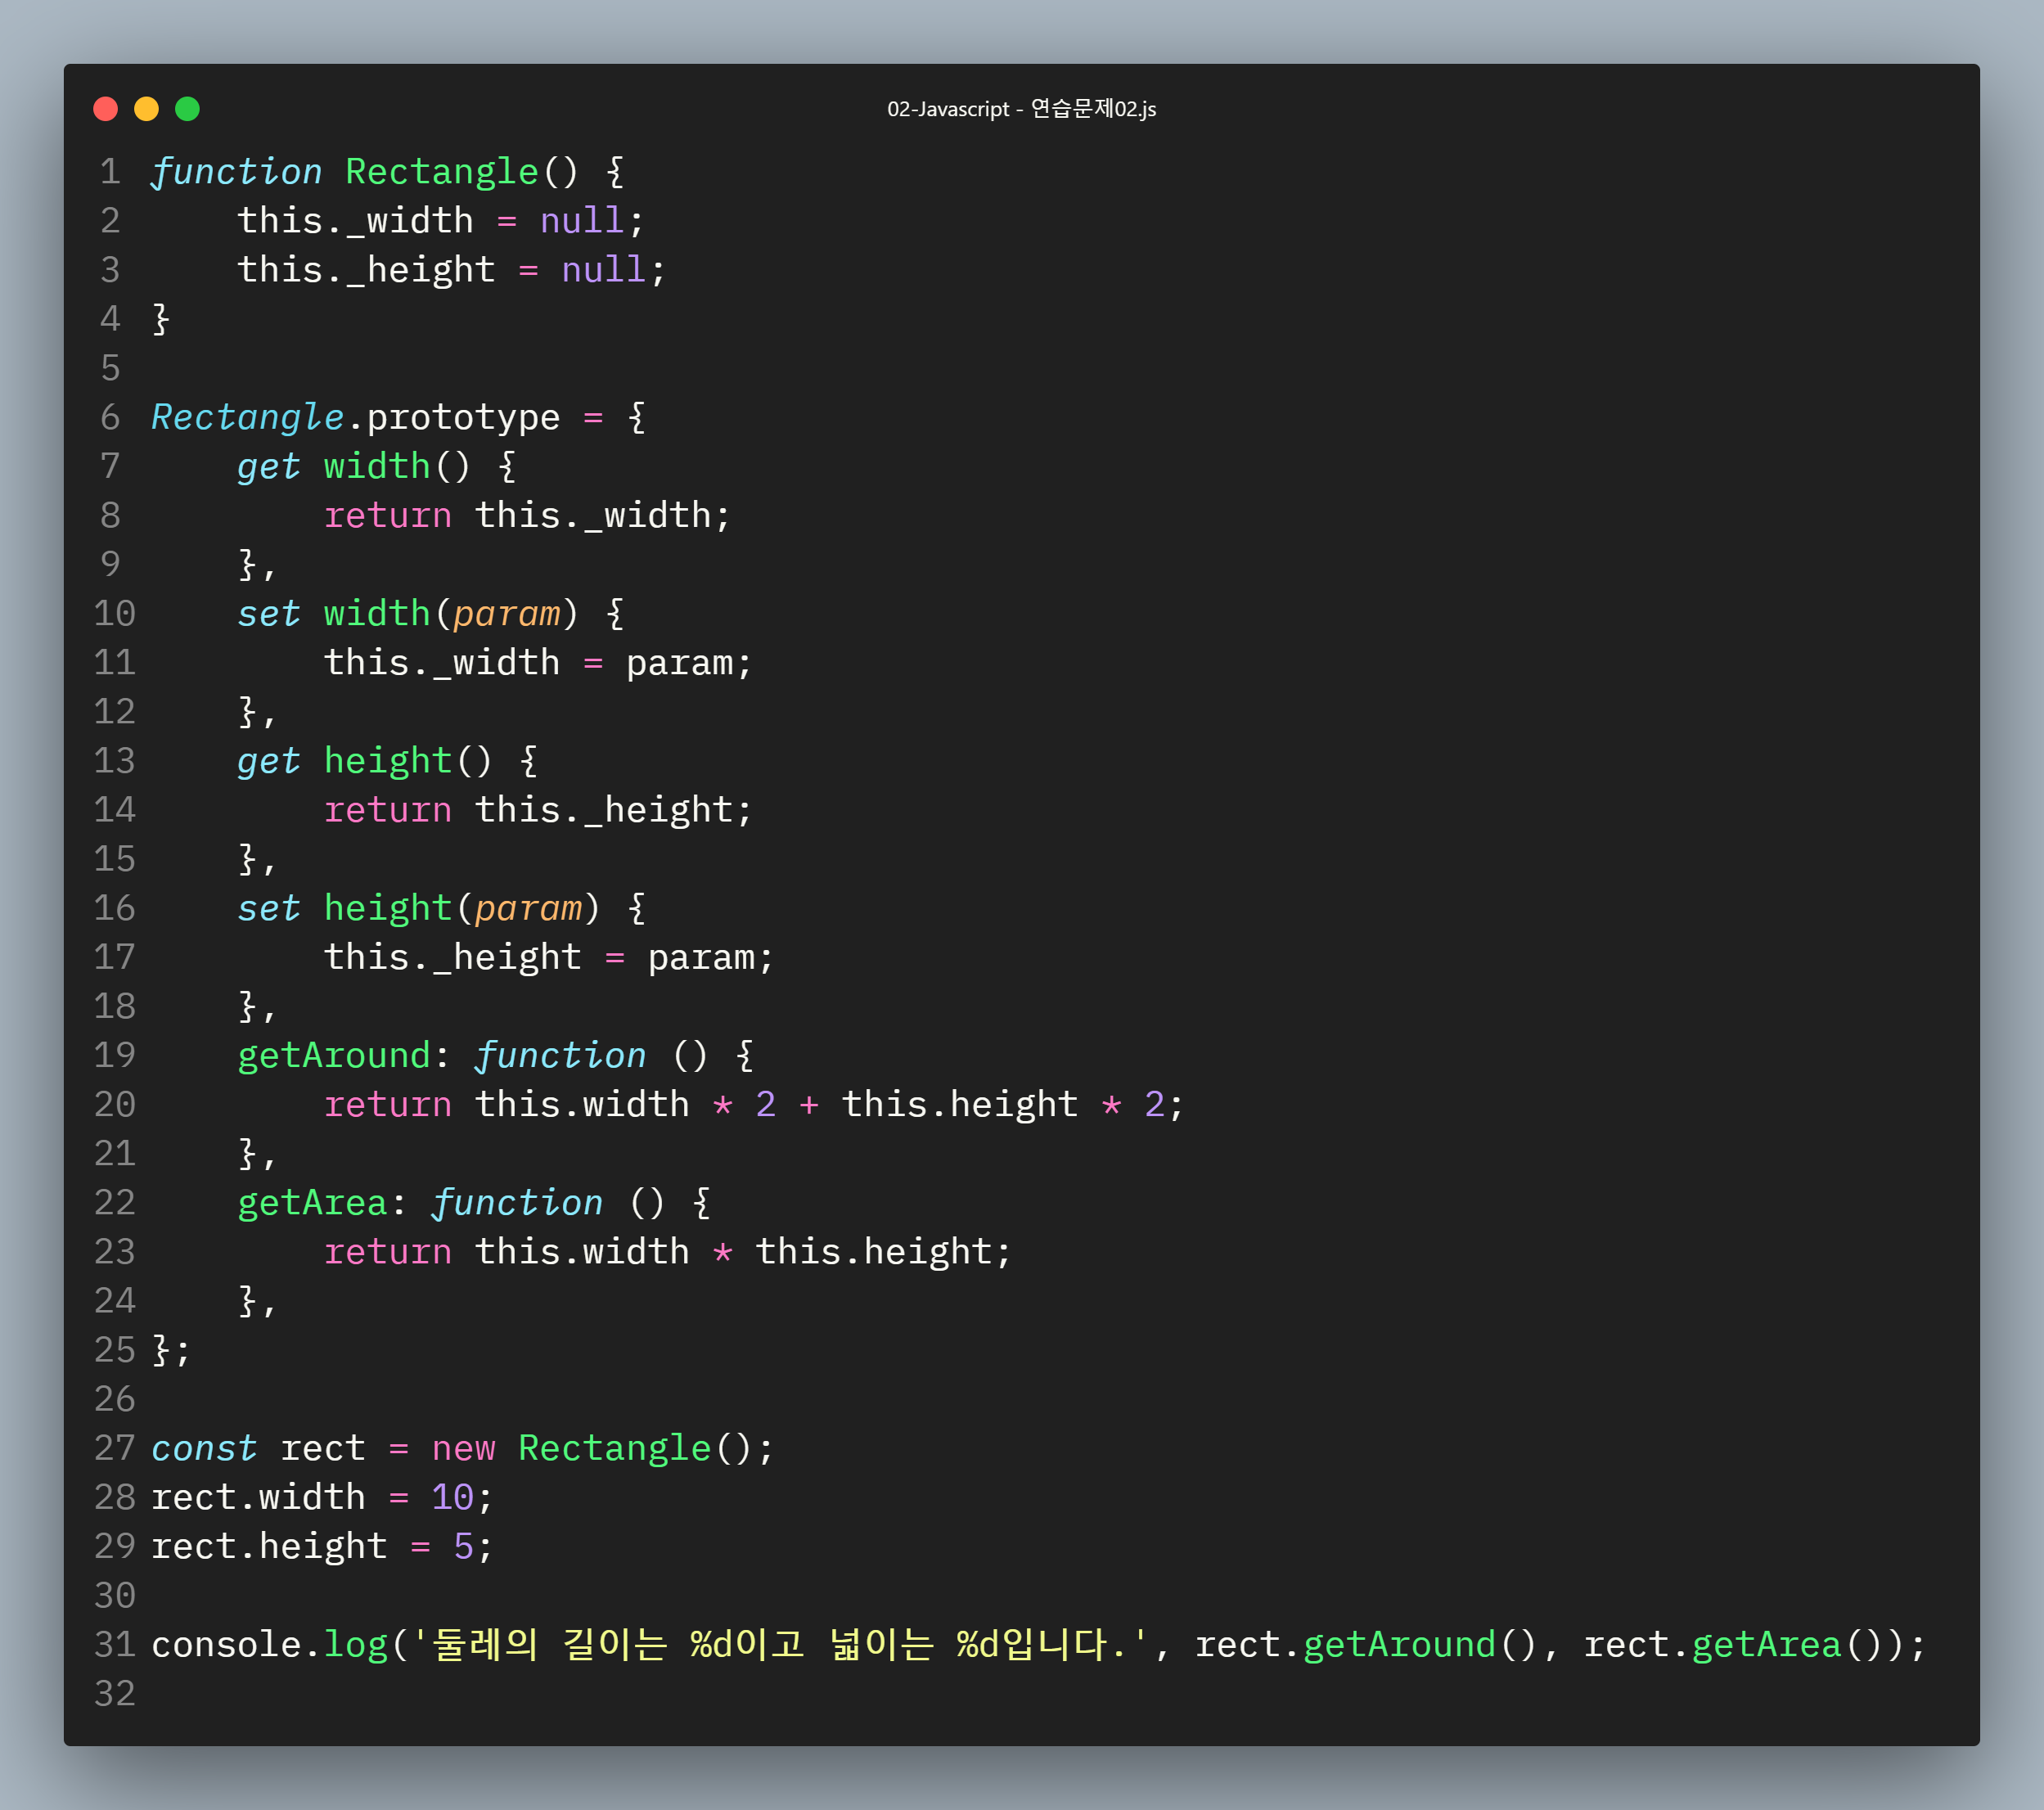 02-Javascript - 연습문제02.js
1 function Rectangle() {
2     this._width = null;
3     this._height = null;
4 }
5
6 Rectangle.prototype = {
7     get width() {
8         return this._width;
9     },
10     set width(param) {
11         this._width = param;
12     },
13     get height() {
14         return this._height;
15     },
16     set height(param) {
17         this._height = param;
18     },
19     getAround: function () {
20         return this.width * 2 + this.height * 2;
21     },
22     getArea: function () {
23         return this.width * this.height;
24     },
25 };
26
27 const rect = new Rectangle();
28 rect.width = 10;
29 rect.height = 5;
30
31 console.log('둘레의 길이는 %d이고 넓이는 %d입니다.', rect.getAround(), rect.getArea());
32